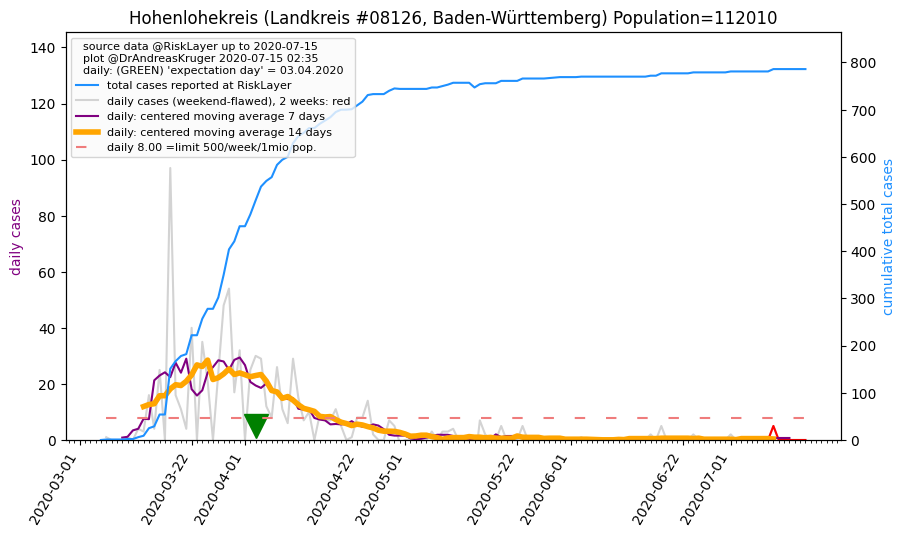 Hohenlohekreis (Landkreis #08126, Baden-Württemberg) Population=112010
source data @RiskLayer up to 2020-07-15
plot @DrAndreasKruger 2020-07-15 02:35
daily: (GREEN) 'expectation day' = 03.04.2020
total cases reported at RiskLayer
daily cases (weekend-flawed), 2 weeks: red
daily: centered moving average 7 days
daily: centered moving average 14 days
daily 8.00 =limit 500/week/1mio pop.
daily cases
140
120
100
80
60
40
20
0
800
700
600
500
400
300
200
100
0
cumulative total cases
2020-03-01
2020-03-22
2020-04-01
2020-04-22
2020-05-01
2020-05-22
2020-06-01
2020-06-22
2020-07-01